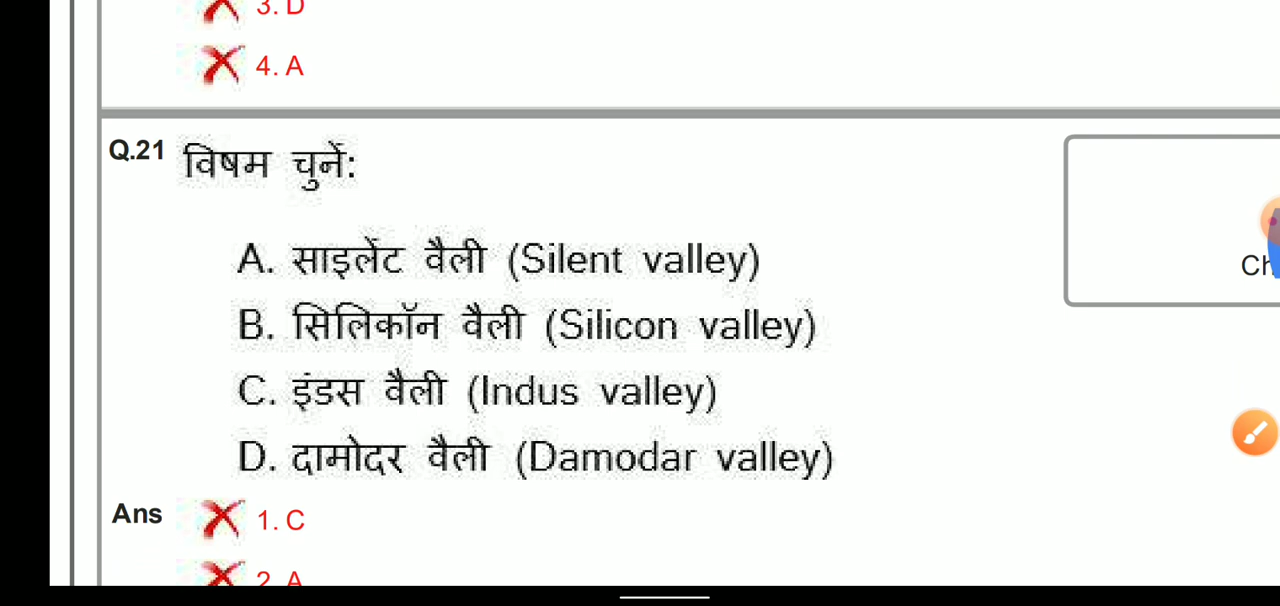 3. D
4. A
Q.21 विषम चुनें:
A. साइलेंट वैली (Silent valley)
B. सिलिकॉन वैली (Silicon valley)
C. इंडस वैली (Indus valley)
D. दामोदर वैली (Damodar valley)
Ans 1. C
2. A